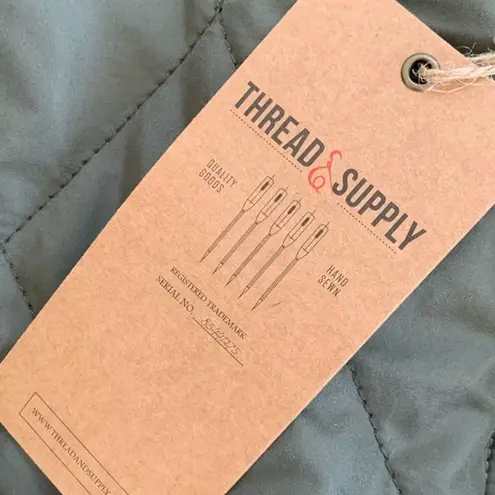 THREAD & SUPPLY
QUALITY
GOODS
HAND
SEWN
REGISTERED TRADEMARK
SERIAL NO.
WWW.THREADANDSUPPLY